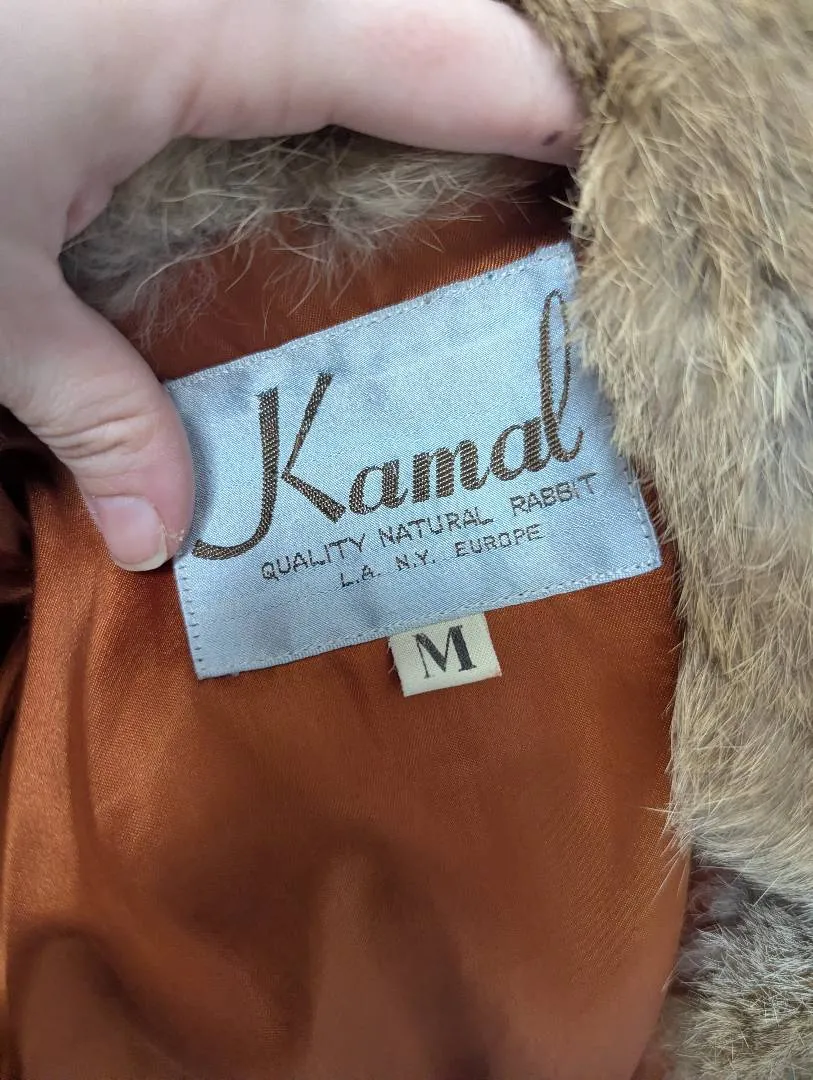 Kamal
QUALITY NATURAL RABBIT
L.A. N.Y. EUROPE
M